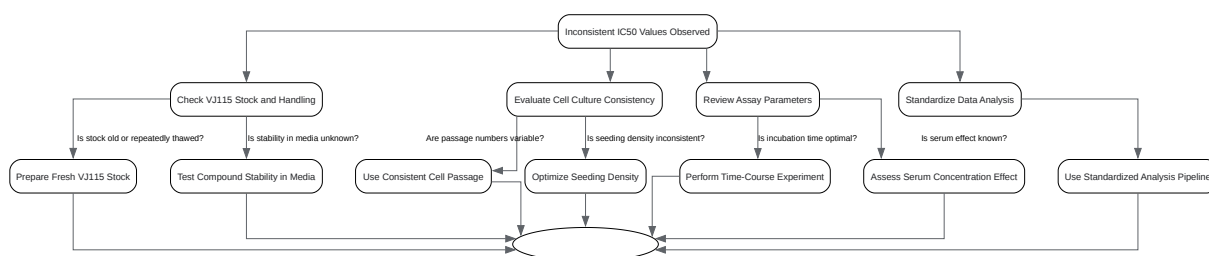 Inconsistent IC50 Values Observed
Check VJ115 Stock and Handling
Evaluate Cell Culture Consistency
Review Assay Parameters
Standardize Data Analysis
Is stock old or repeatedly thawed?
Is stability in media unknown?
Are passage numbers variable?
Is seeding density inconsistent?
Is incubation time optimal?
Is serum effect known?
Prepare Fresh VJ115 Stock
Test Compound Stability in Media
Use Consistent Cell Passage
Optimize Seeding Density
Perform Time-Course Experiment
Assess Serum Concentration Effect
Use Standardized Analysis Pipeline